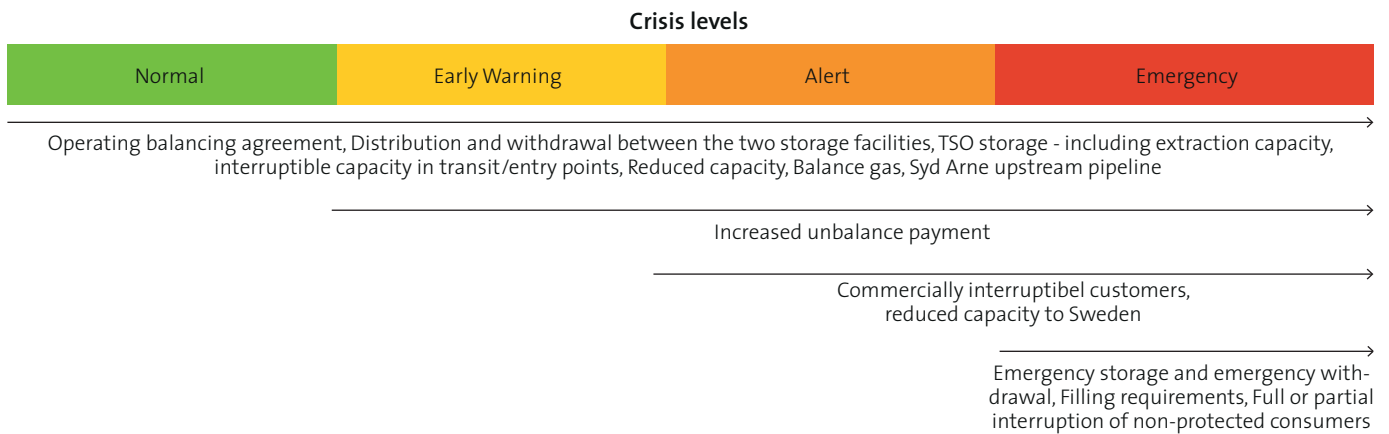 Crisis levels
Normal
Early Warning
Alert
Emergency
Operating balancing agreement, Distribution and withdrawal between the two storage facilities, TSO storage - including extraction capacity,
interruptible capacity in transit/entry points, Reduced capacity, Balance gas, Syd Arne upstream pipeline
Increased unbalance payment
Commercially interruptibel customers,
reduced capacity to Sweden
Emergency storage and emergency with-
drawal, Filling requirements, Full or partial
interruption of non-protected consumers